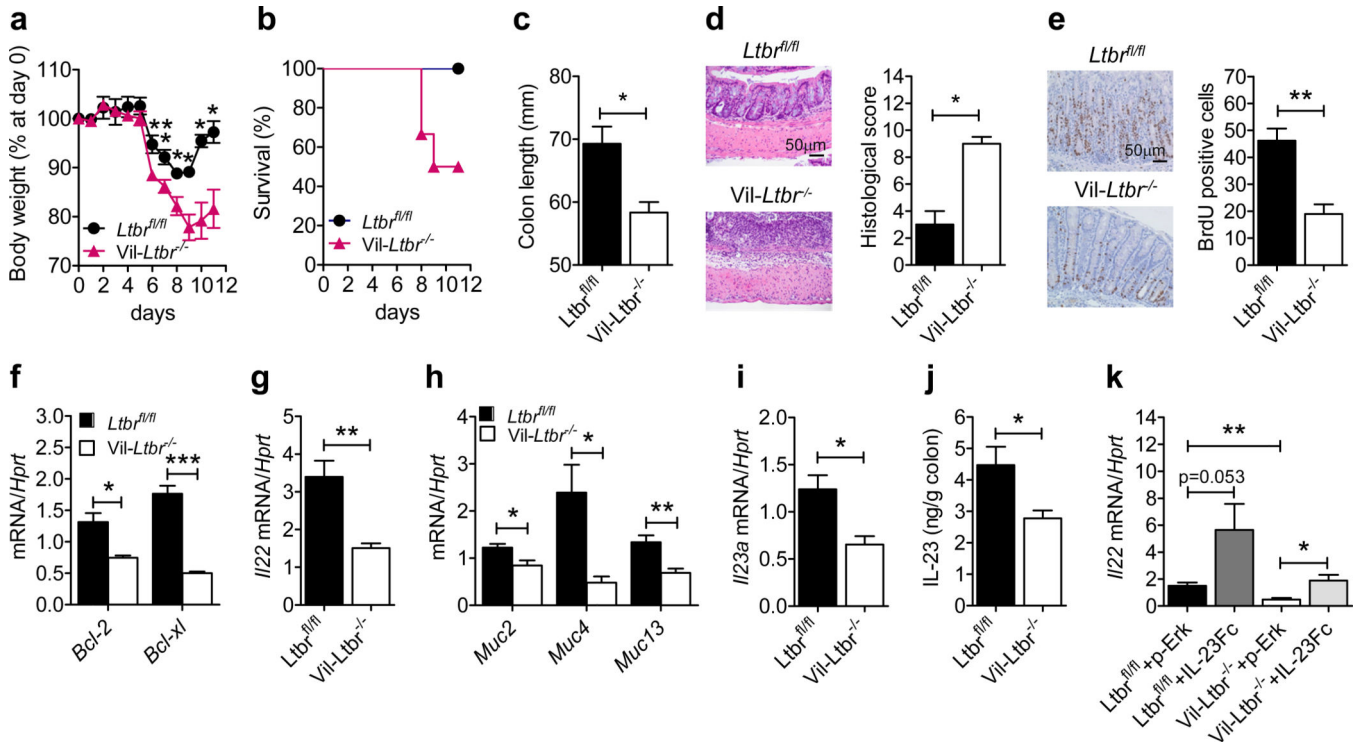 a
Body weight (% at day 0)
110
100
90
80
70
**
*
*
*
*
*
Ltbr^fl/fl
Vil-Ltbr^-/-
0 2 4 6 8 10 12
days
b
Survival (%)
100
80
60
40
20
0
Ltbr^fl/fl
Vil-Ltbr^-/-
0 2 4 6 8 10 12
days
c
Colon length (mm)
80
70
60
50
*
Ltbr^fl/fl
Vil-Ltbr^-/-
d
Ltbr^fl/fl
50µm
Vil-Ltbr^-/-
Histological score
14
12
10
8
6
4
2
0
*
Ltbr^fl/fl
Vil-Ltbr^-/-
e
Ltbr^fl/fl
50µm
Vil-Ltbr^-/-
BrdU positive cells
70
60
50
40
30
20
10
0
**
Ltbr^fl/fl
Vil-Ltbr^-/-
f
Ltbr^fl/fl
Vil-Ltbr^-/-
mRNA/Hprt
3.0
2.5
2.0
1.5
1.0
0.5
0.0
*
***
Bcl-2
Bcl-xl
g
Il22 mRNA/Hprt
5
4
3
2
1
0
**
Ltbr^fl/fl
Vil-Ltbr^-/-
h
Ltbr^fl/fl
Vil-Ltbr^-/-
mRNA/Hprt
4
3
2
1
0
*
*
**
Muc2
Muc4
Muc13
i
Il23a mRNA/Hprt
2.0
1.5
1.0
0.5
0.0
*
Ltbr^fl/fl
Vil-Ltbr^-/-
j
IL-23 (ng/g colon)
6
5
4
3
2
1
0
*
Ltbr^fl/fl
Vil-Ltbr^-/-
k
Il22 mRNA/Hprt
14
12
10
8
6
4
2
0
**
p=0.053
*
Ltbr^fl/fl+p-Erk
Ltbr^fl/fl+IL-23Fc
Vil-Ltbr^-/-+p-Erk
Vil-Ltbr^-/-+IL-23Fc